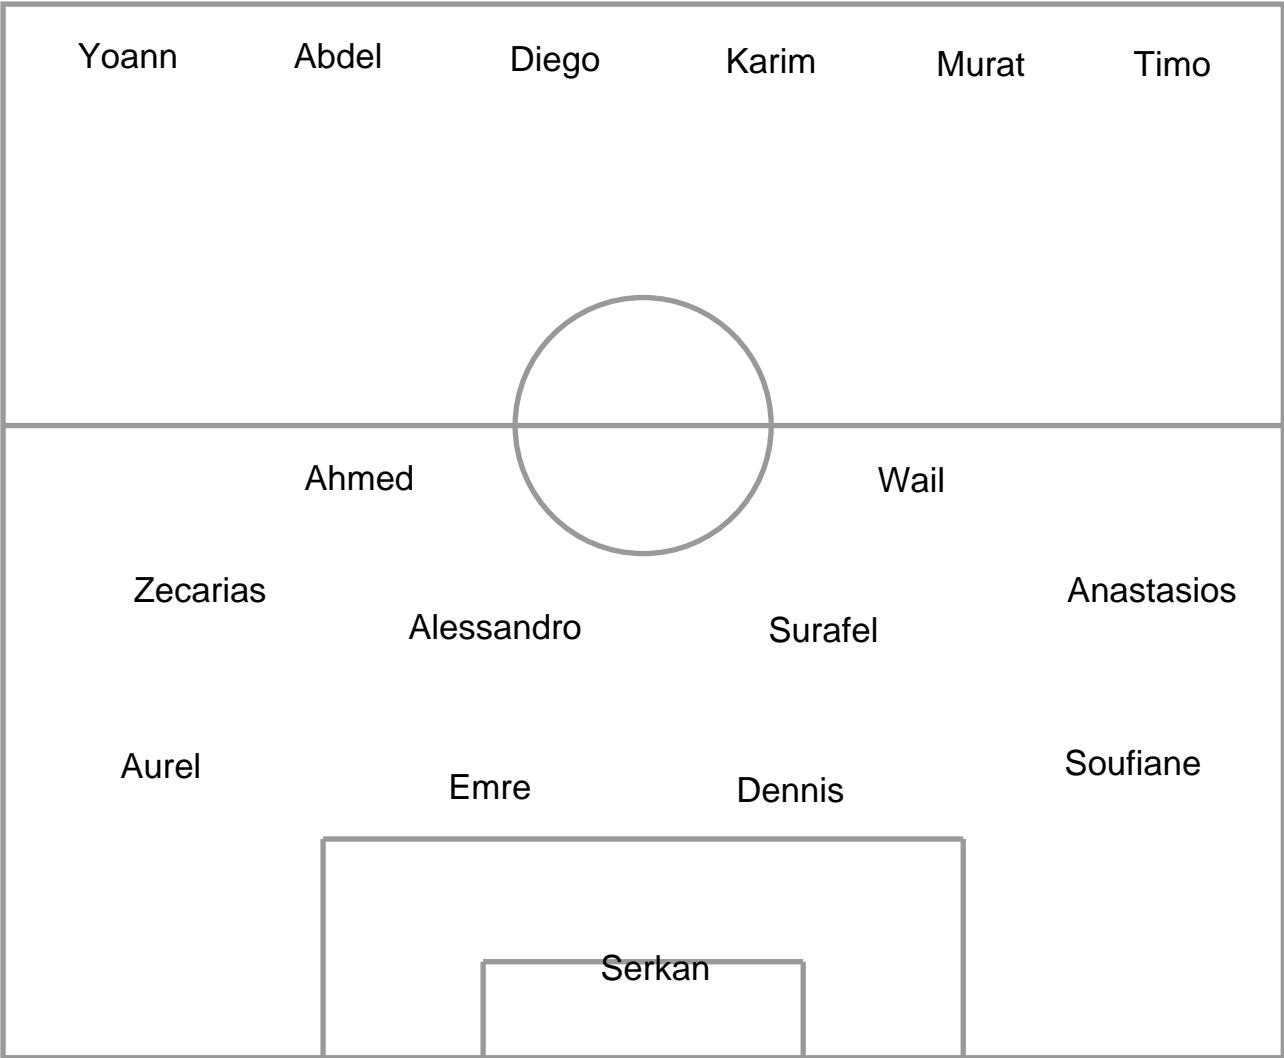 Yoann Abdel Diego Karim Murat Timo
Ahmed Wail
Zecarias Anastasios
Alessandro Surafel
Aurel Soufiane
Emre Dennis
Serkan